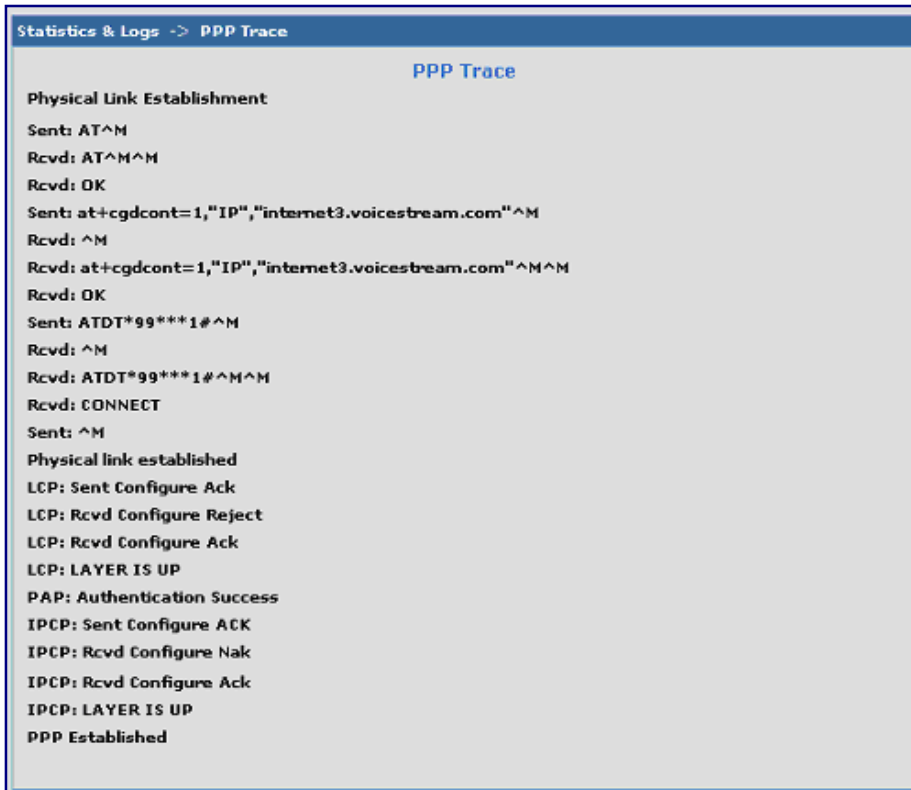 Statistics & Logs -> PPP Trace
PPP Trace
Physical Link Establishment
Sent: AT^M
Rcvd: AT^M^M
Rcvd: OK
Sent: at+cgdcont=1,"IP","internet3.voicestream.com"^M
Rcvd: ^M
Rcvd: at+cgdcont=1,"IP","internet3.voicestream.com"^M^M
Rcvd: OK
Sent: ATDT*99***1#^M
Rcvd: ^M
Rcvd: ATDT*99***1#^M^M
Rcvd: CONNECT
Sent: ^M
Physical link established
LCP: Sent Configure Ack
LCP: Rcvd Configure Reject
LCP: Rcvd Configure Ack
LCP: LAYER IS UP
PAP: Authentication Success
IPCP: Sent Configure ACK
IPCP: Rcvd Configure Nak
IPCP: Rcvd Configure Ack
IPCP: LAYER IS UP
PPP Established